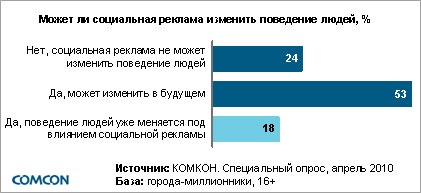 Может ли социальная реклама изменить поведение людей, %
Нет, социальная реклама не может
изменить поведение людей
24
Да, может изменить в будущем
53
Да, поведение людей уже меняется под
влиянием социальной рекламы
18
COMCON
Источник: КОМКОН. Специальный опрос, апрель 2010
База: города-миллионники, 16+